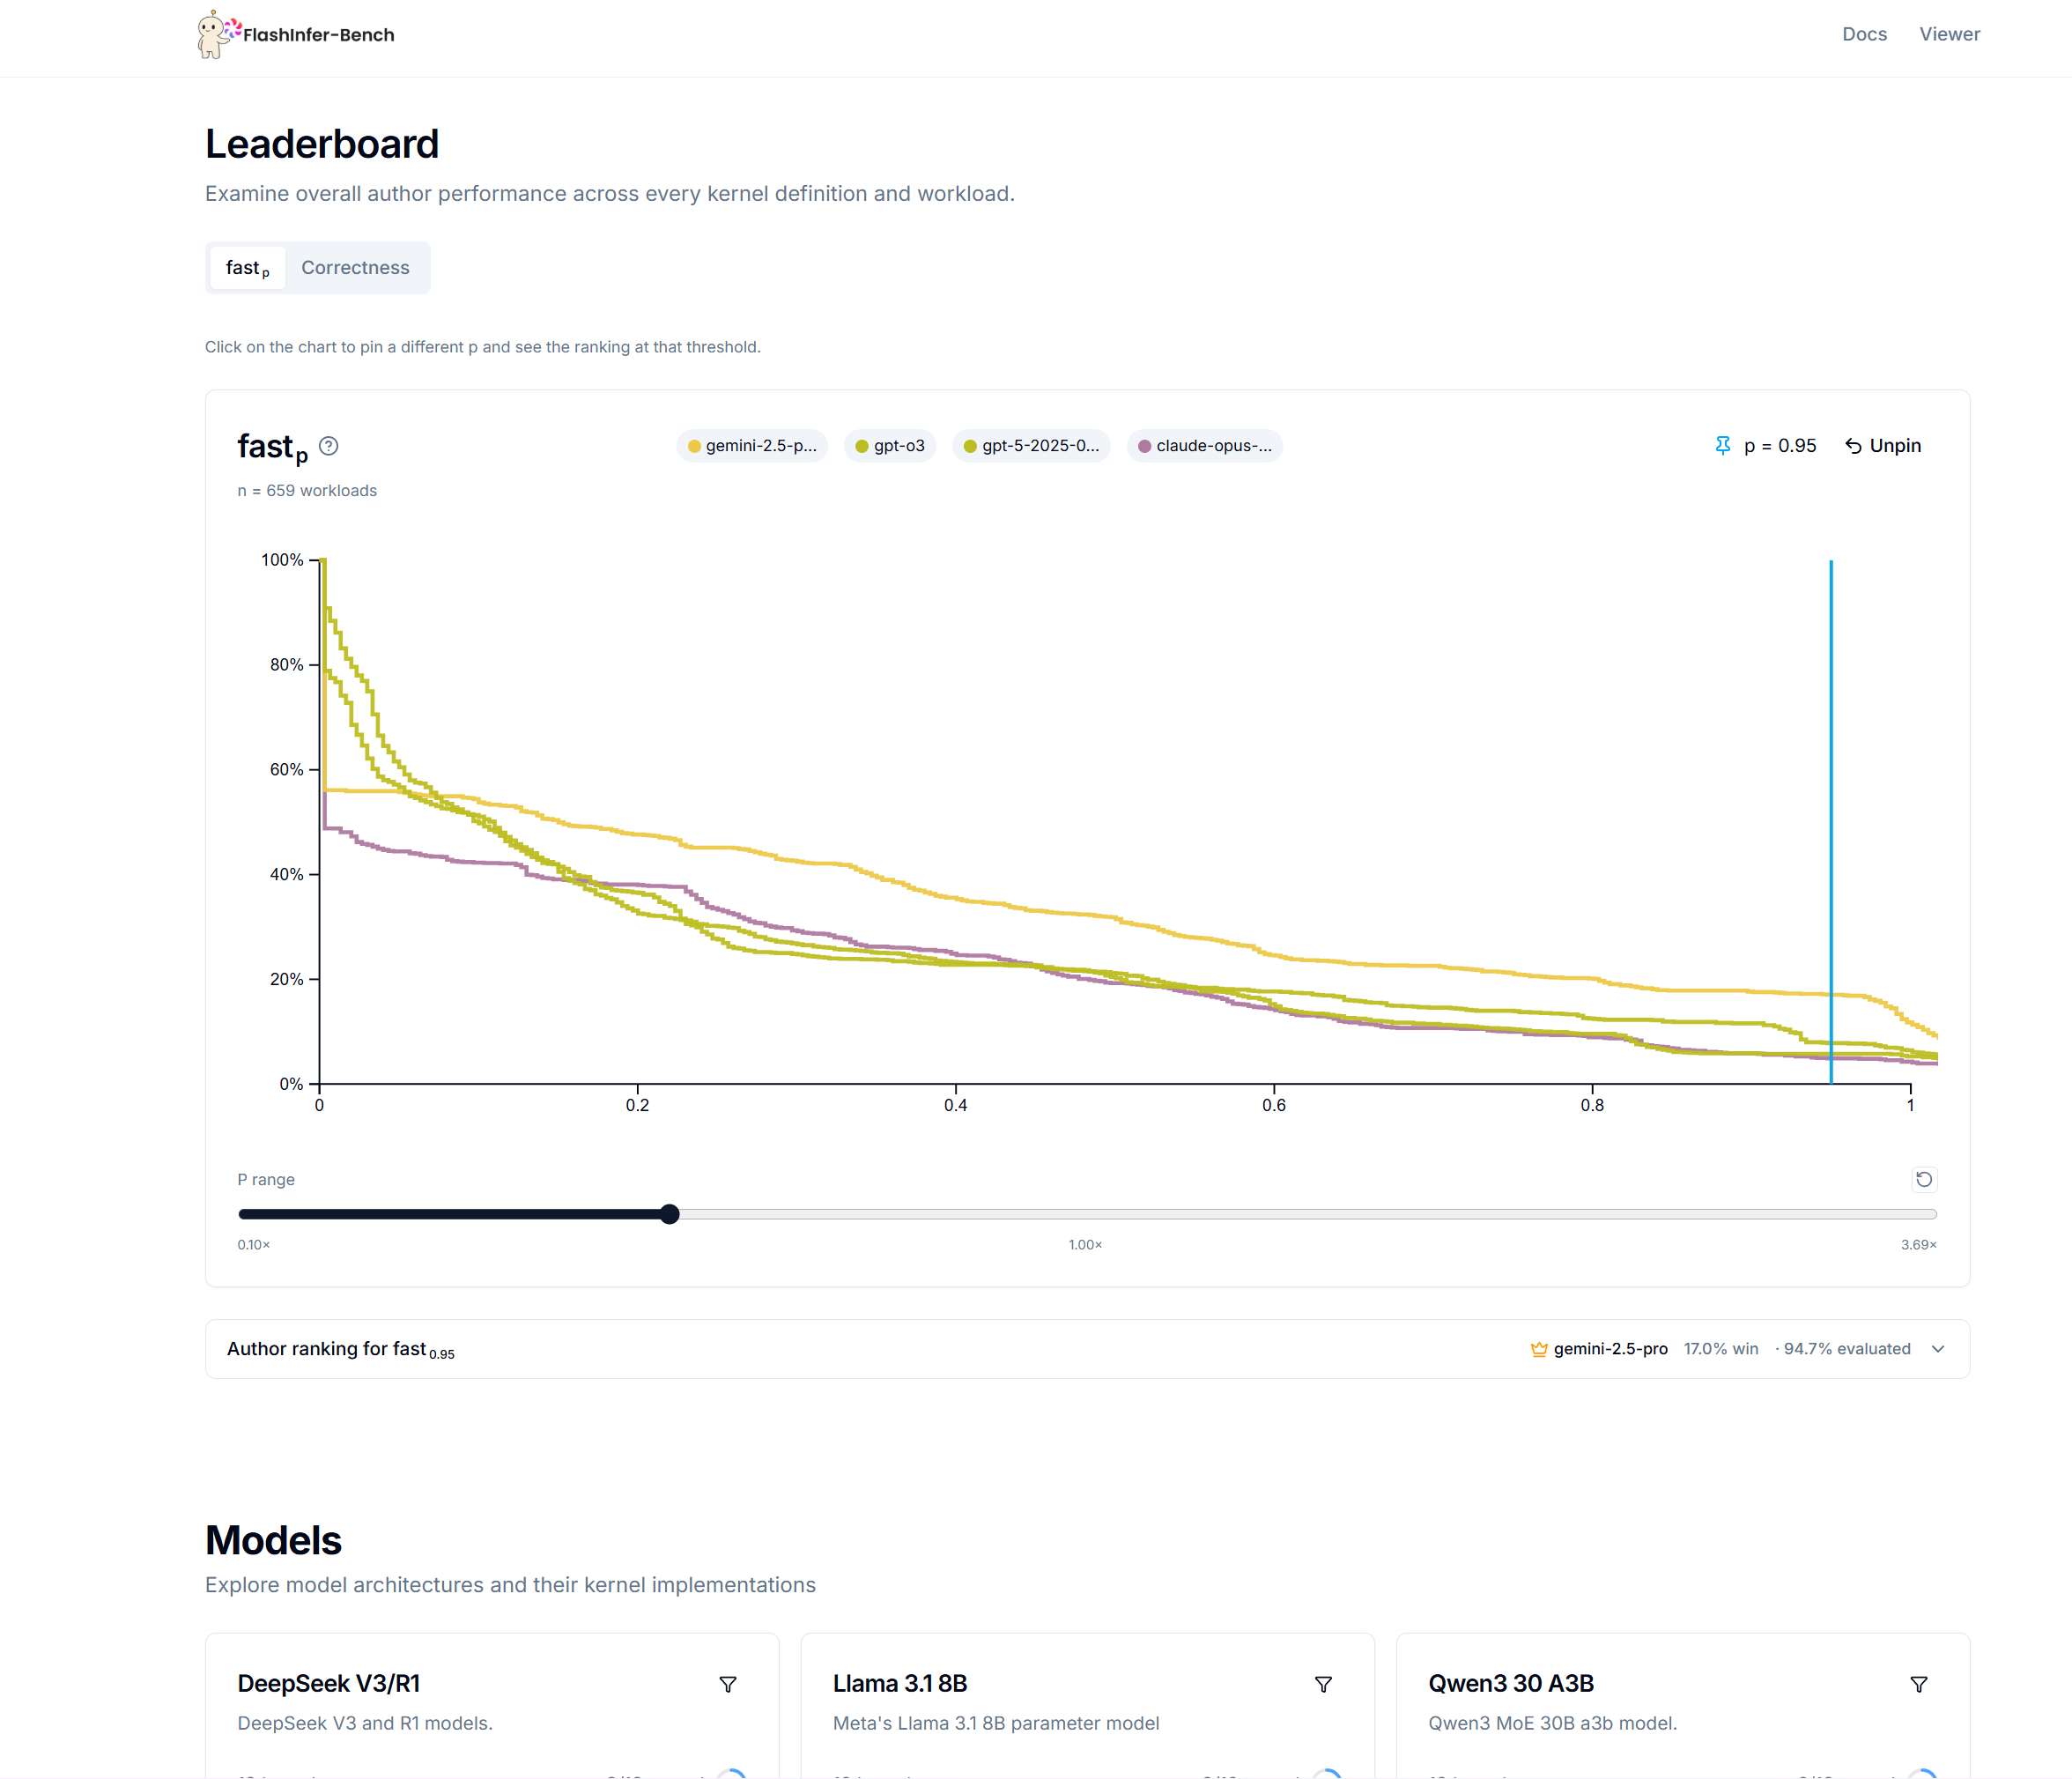 FlashInfer-Bench
Docs
Viewer
Leaderboard
Examine overall author performance across every kernel definition and workload.
fast p
Correctness
Click on the chart to pin a different p and see the ranking at that threshold.
fast p
gemini-2.5-p...
gpt-o3
gpt-5-2025-0...
claude-opus-...
p = 0.95
Unpin
n = 659 workloads
100%
80%
60%
40%
20%
0%
0
0.2
0.4
0.6
0.8
1
P range
0.10×
1.00×
3.69×
Author ranking for fast 0.95
gemini-2.5-pro 17.0% win · 94.7% evaluated
Models
Explore model architectures and their kernel implementations
DeepSeek V3/R1
DeepSeek V3 and R1 models.
Llama 3.1 8B
Meta's Llama 3.1 8B parameter model
Qwen3 30 A3B
Qwen3 MoE 30B a3b model.